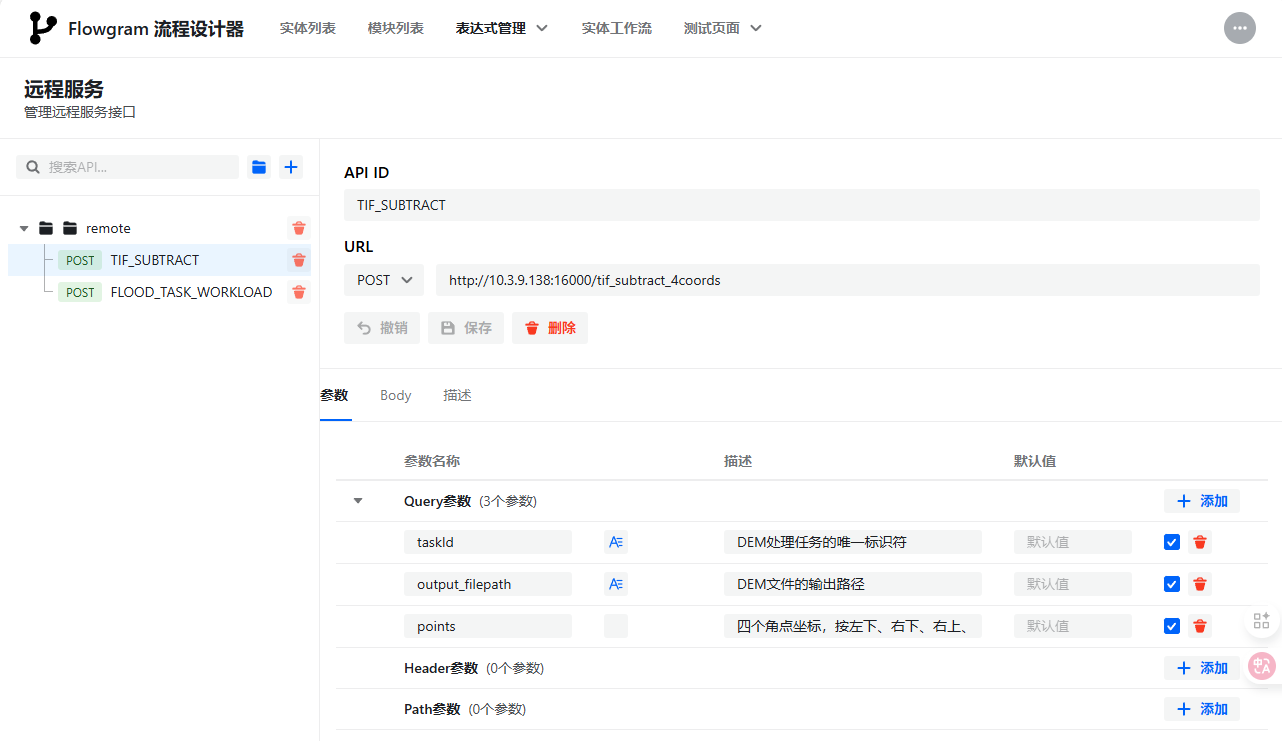 Flowgram 流程设计器 实体列表 模块列表 表达式管理 实体工作流 测试页面
远程服务
管理远程服务接口
搜索API...
remote
POST TIF_SUBTRACT
POST FLOOD_TASK_WORKLOAD
API ID
TIF_SUBTRACT
URL
POST http://10.3.9.138:16000/tif_subtract_4coords
撤销 保存 删除
参数 Body 描述
参数名称 描述 默认值
Query参数 (3个参数) 添加
taskId DEM处理任务的唯一标识符 默认值
output_filepath DEM文件的输出路径 默认值
points 四个角点坐标，按左下、右下、右上、 默认值
Header参数 (0个参数) 添加
Path参数 (0个参数) 添加